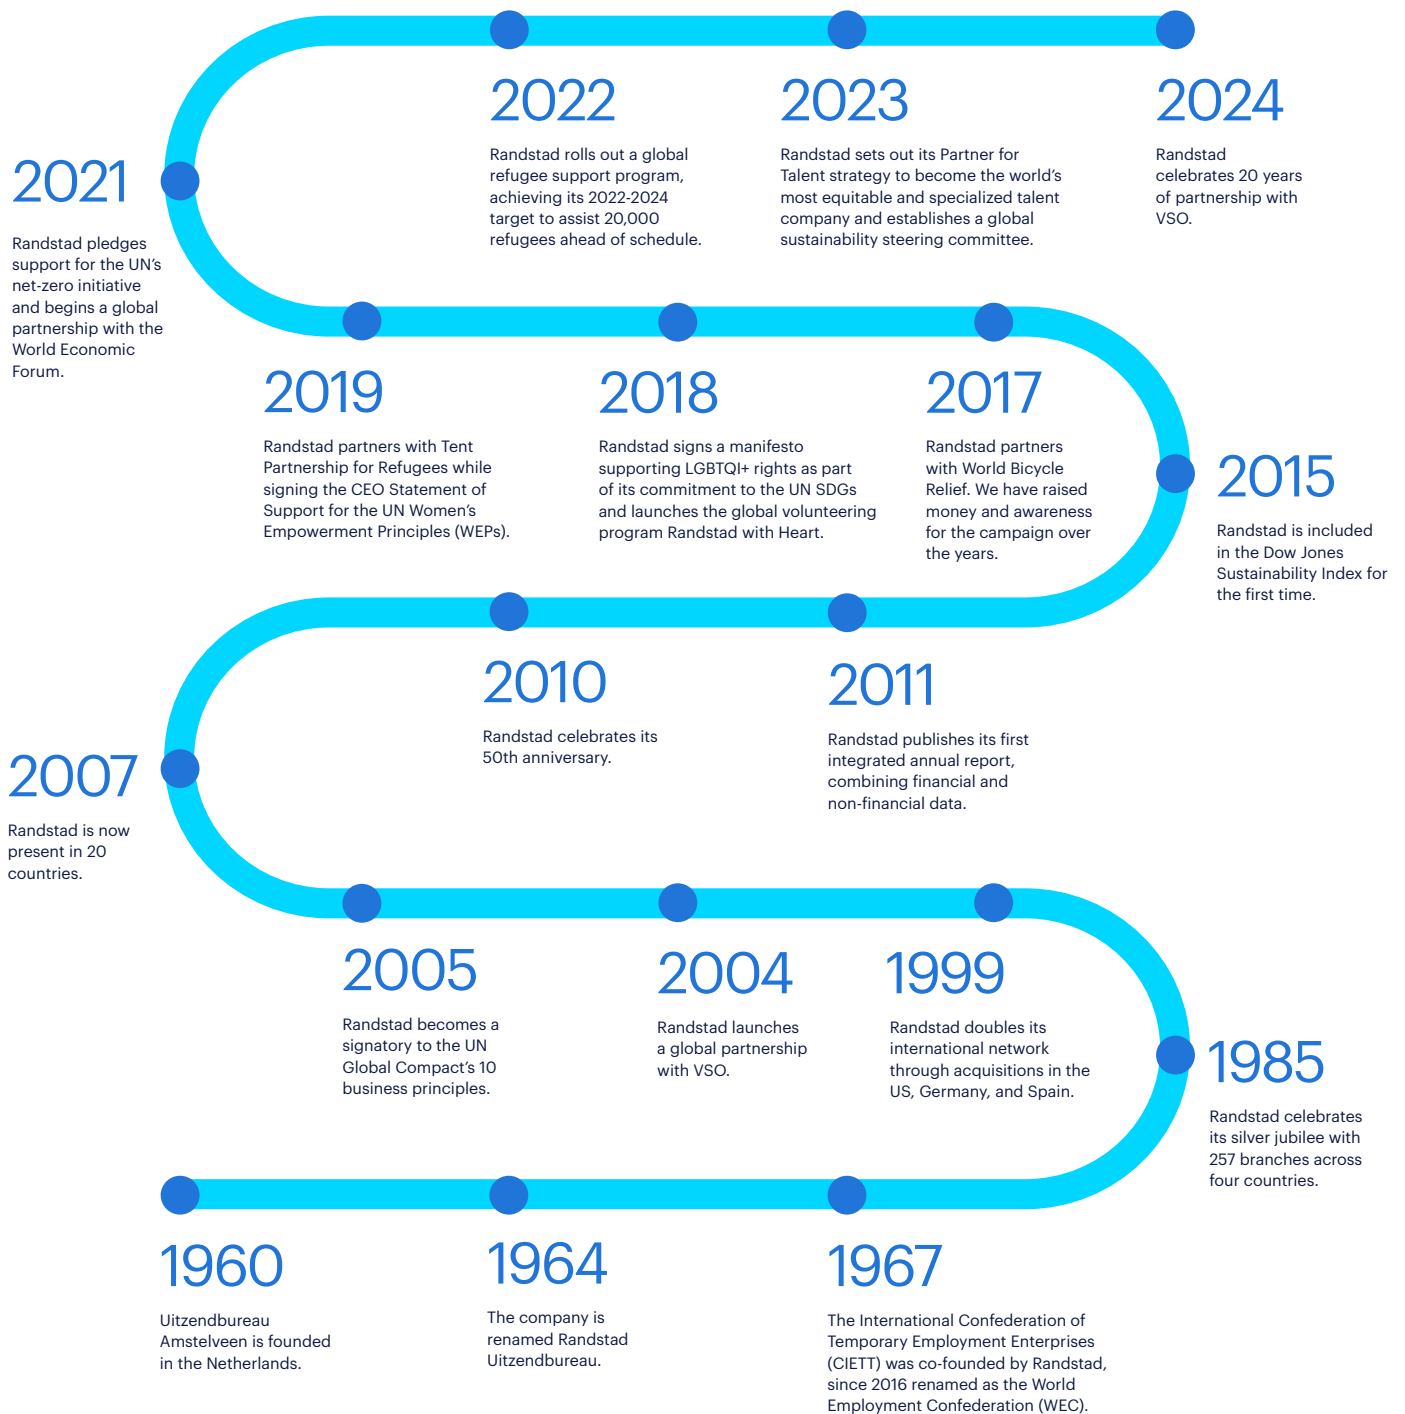 2022
Randstad rolls out a global
refugee support program,
achieving its 2022-2024
target to assist 20,000
refugees ahead of schedule.
2023
Randstad sets out its Partner for
Talent strategy to become the world’s
most equitable and specialized talent
company and establishes a global
sustainability steering committee.
2024
Randstad
celebrates 20 years
of partnership with
VSO.
2021
Randstad pledges
support for the UN’s
net-zero initiative
and begins a global
partnership with the
World Economic
Forum.
2019
Randstad partners with Tent
Partnership for Refugees while
signing the CEO Statement of
Support for the UN Women’s
Empowerment Principles (WEPs).
2018
Randstad signs a manifesto
supporting LGBTQI+ rights as part
of its commitment to the UN SDGs
and launches the global volunteering
program Randstad with Heart.
2017
Randstad partners
with World Bicycle
Relief. We have raised
money and awareness
for the campaign over
the years.
2015
Randstad is included
in the Dow Jones
Sustainability Index for
the first time.
2010
Randstad celebrates its
50th anniversary.
2011
Randstad publishes its first
integrated annual report,
combining financial and
non-financial data.
2007
Randstad is now
present in 20
countries.
2005
Randstad becomes a
signatory to the UN
Global Compact’s 10
business principles.
2004
Randstad launches
a global partnership
with VSO.
1999
Randstad doubles its
international network
through acquisitions in the
US, Germany, and Spain.
1985
Randstad celebrates
its silver jubilee with
257 branches across
four countries.
1960
Uitzendbureau
Amstelveen is founded
in the Netherlands.
1964
The company is
renamed Randstad
Uitzendbureau.
1967
The International Confederation of
Temporary Employment Enterprises
(CIETT) was co-founded by Randstad,
since 2016 renamed as the World
Employment Confederation (WEC).